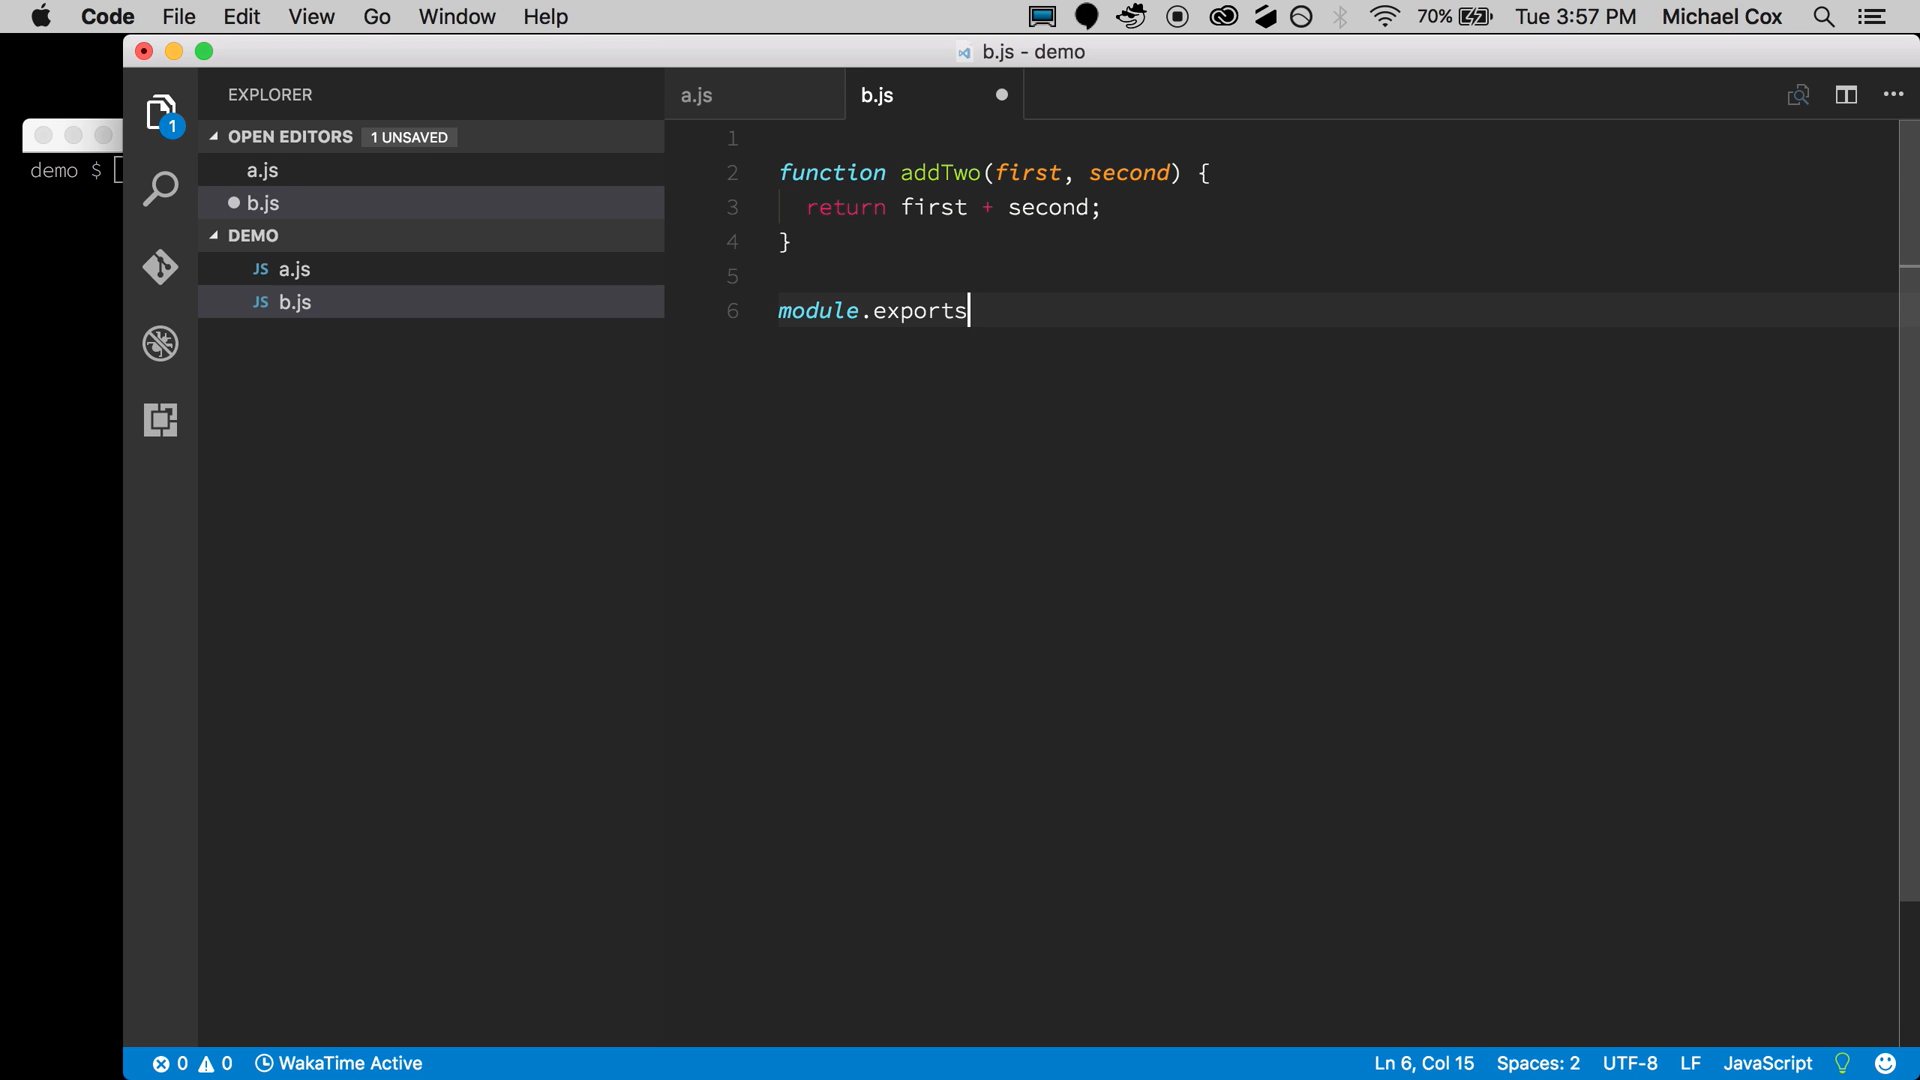 Code File Edit View Go Window Help 70% Tue 3:57 PM Michael Cox
b.js - demo
demo $
EXPLORER
OPEN EDITORS 1 UNSAVED
a.js
b.js
DEMO
JS a.js
JS b.js
1
a.js b.js
1
2 function addTwo(first, second) {
3 return first + second;
4 }
5
6 module.exports
0 0 WakaTime Active Ln 6, Col 15 Spaces: 2 UTF-8 LF JavaScript